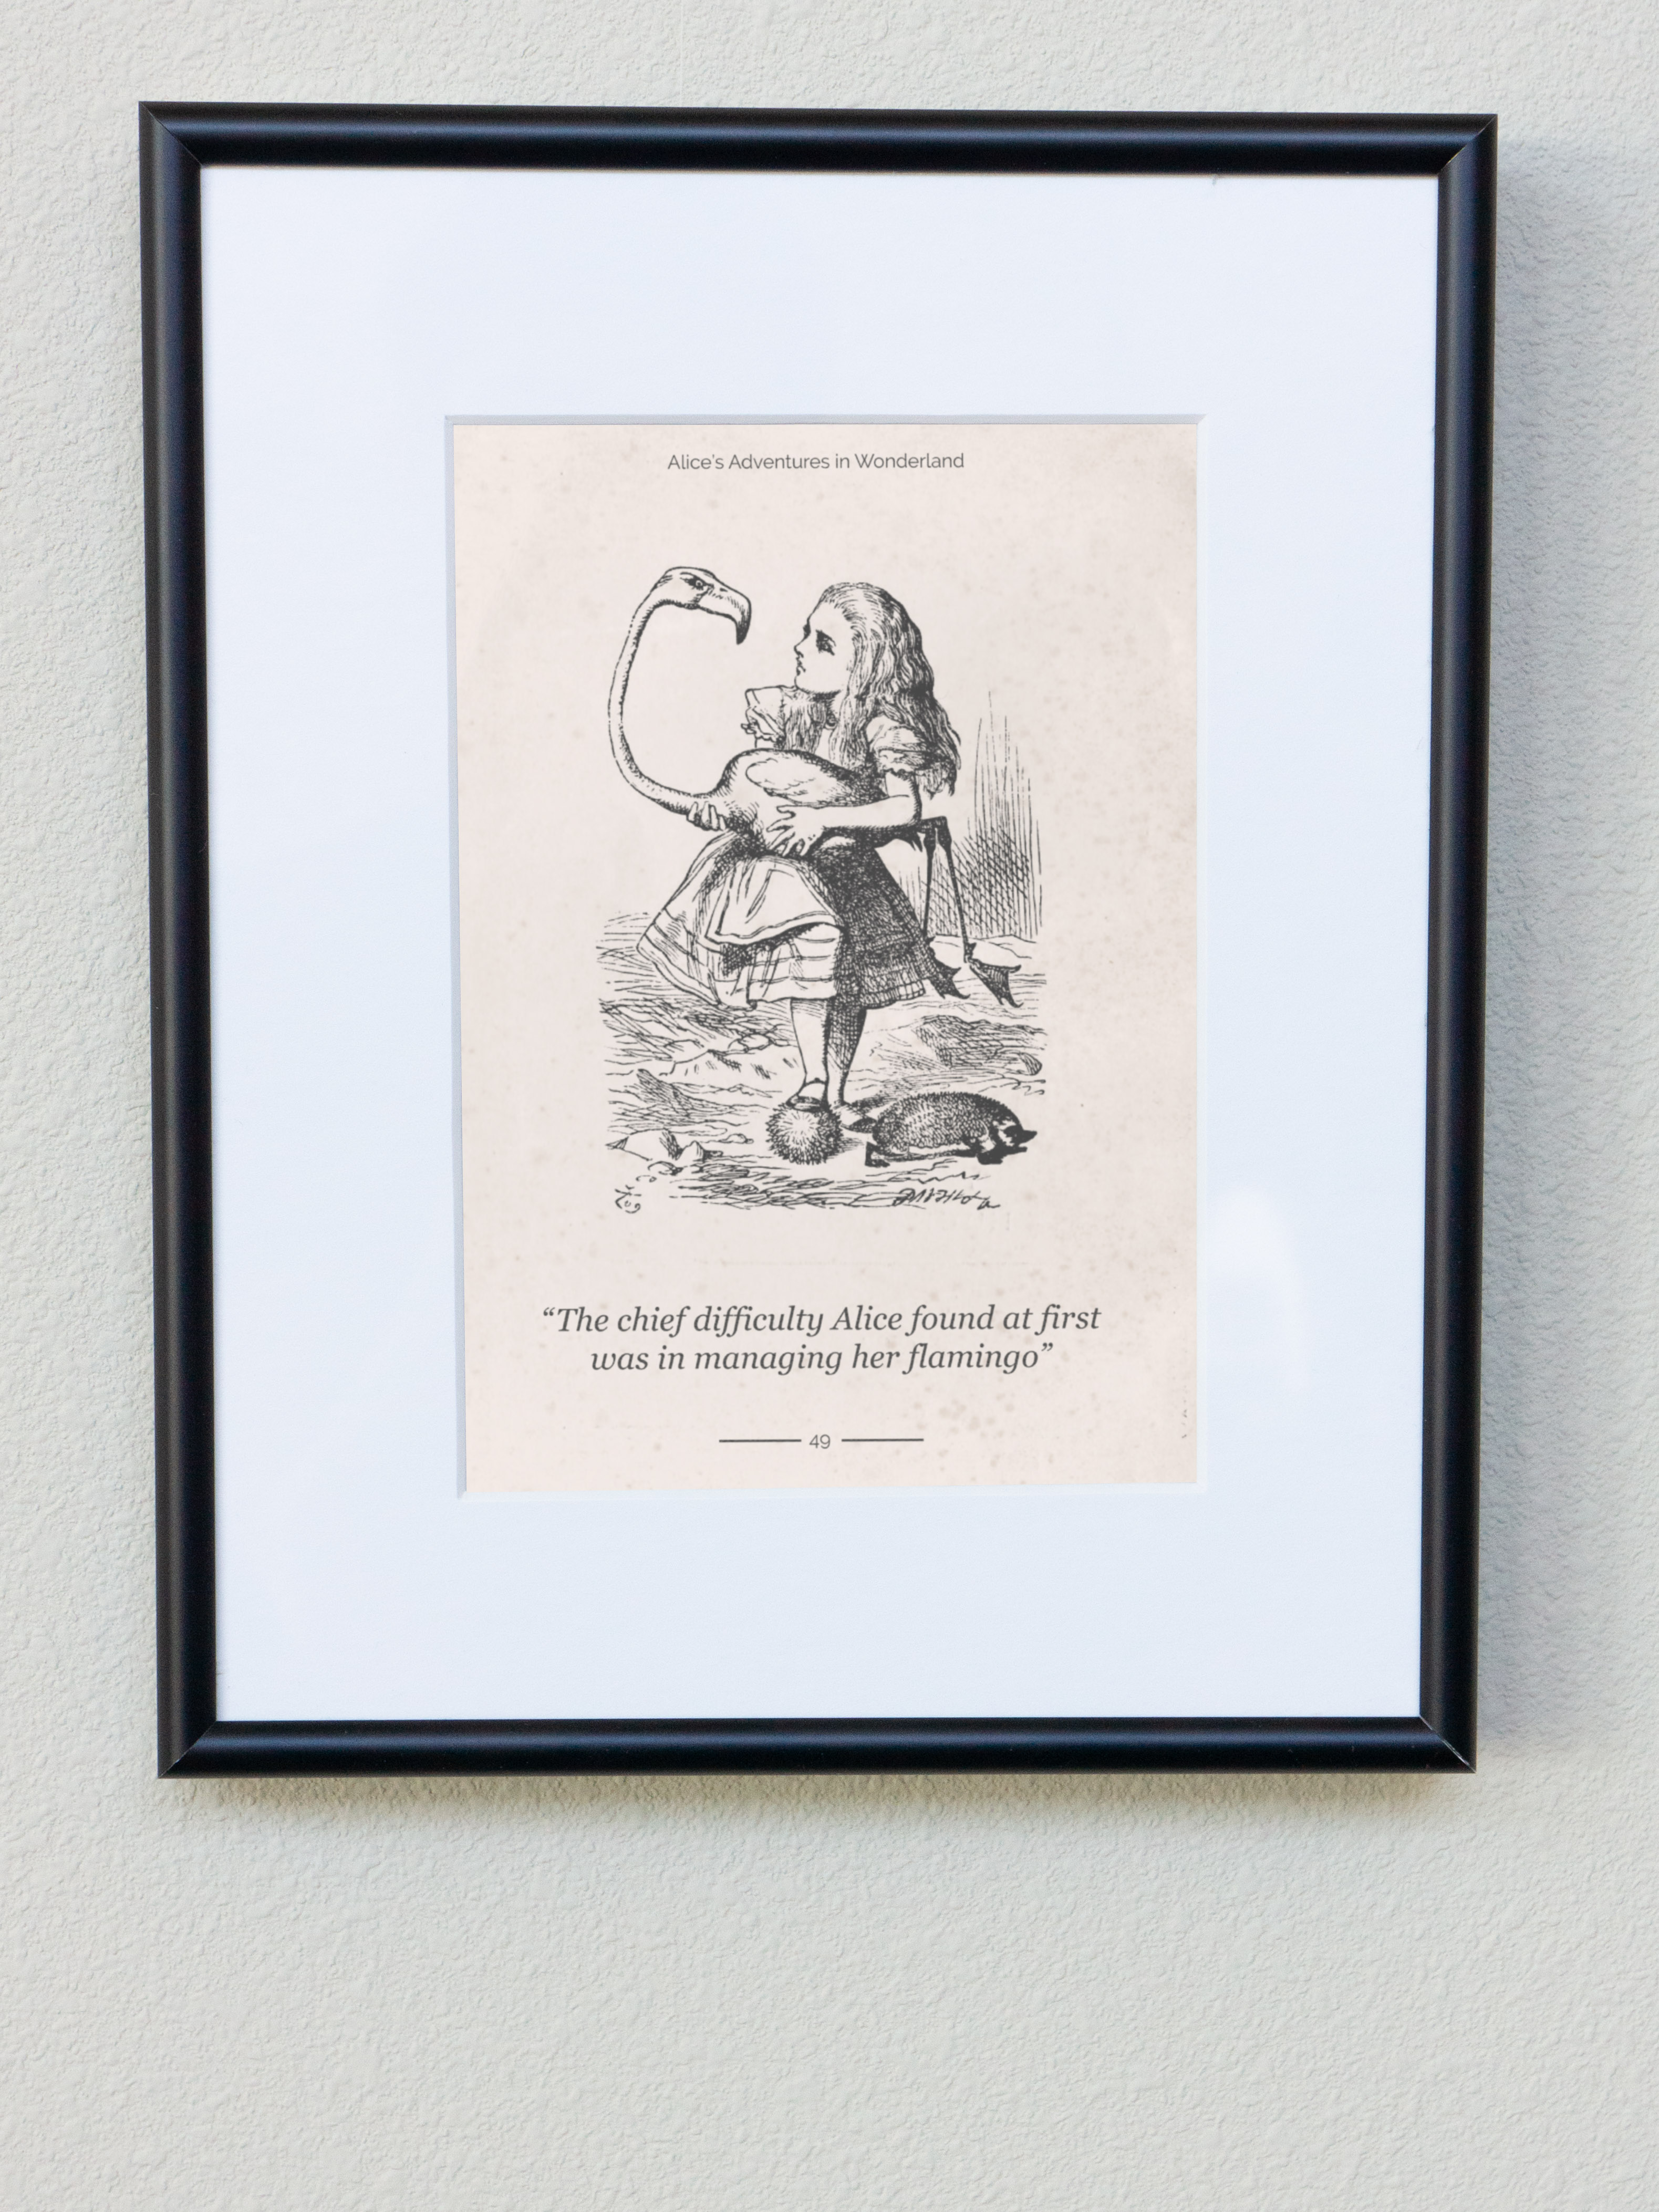 Alice's Adventures in Wonderland
“The chief difficulty Alice found at first
was in managing her flamingo”
49